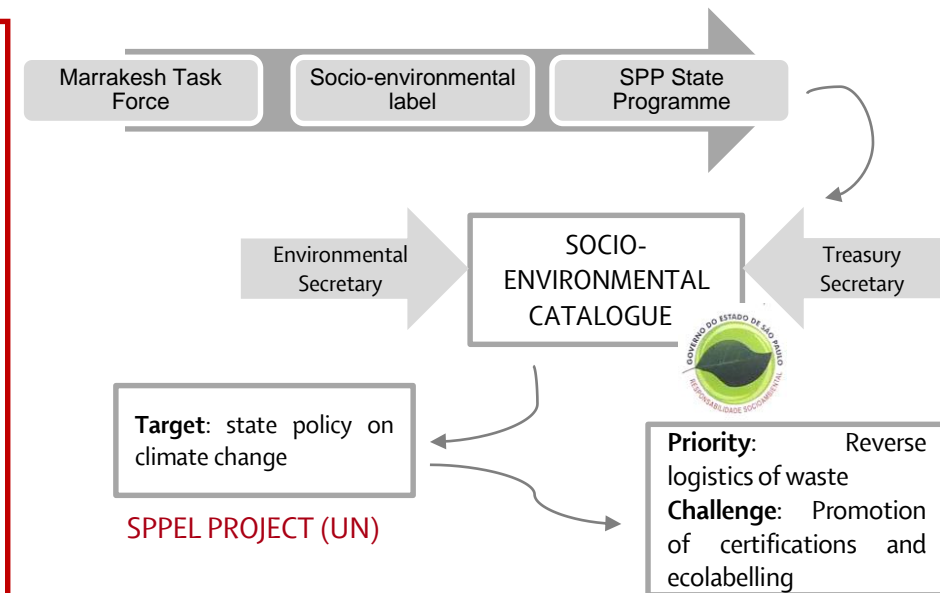 Marrakesh Task
Force
Socio-environmental
label
SPP State
Programme
Environmental
Secretary
SOCIO-
ENVIRONMENTAL
CATALOGUE
Treasury
Secretary
GOVERNO DO ESTADO DE SÃO PAULO
RESPONSABILIDADE SOCIOAMBIENTAL
Target: state policy on
climate change
SPPEL PROJECT (UN)
Priority: Reverse
logistics of waste
Challenge: Promotion
of certifications and
ecolabelling